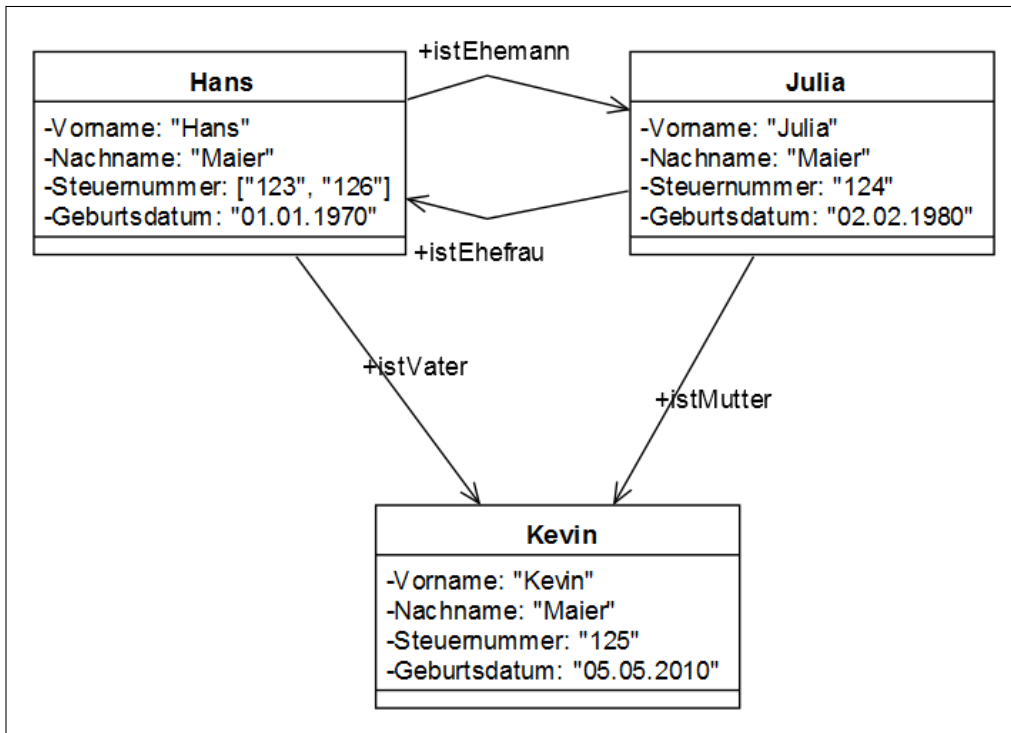 +istEhemann
Hans
-Vorname: "Hans"
-Nachname: "Maier"
-Steuernummer: ["123", "126"]
-Geburtsdatum: "01.01.1970"
Julia
-Vorname: "Julia"
-Nachname: "Maier"
-Steuernummer: "124"
-Geburtsdatum: "02.02.1980"
+istEhefrau
+istVater
+istMutter
Kevin
-Vorname: "Kevin"
-Nachname: "Maier"
-Steuernummer: "125"
-Geburtsdatum: "05.05.2010"